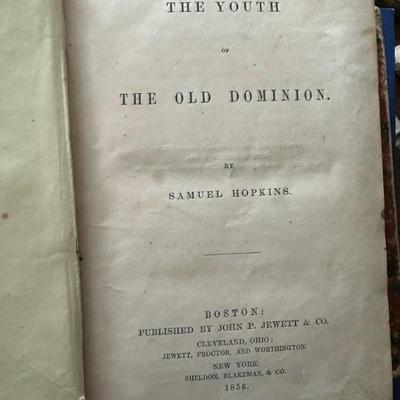 THE YOUTH
OF
THE OLD DOMINION.
BY
SAMUEL HOPKINS.
BOSTON:
PUBLISHED BY JOHN P. JEWETT & CO.
CLEVELAND, OHIO:
JEWETT, PROCTOR, AND WORTHINGTON.
NEW YORK:
SHELDON, BLAKEMAN, & CO.
1856.